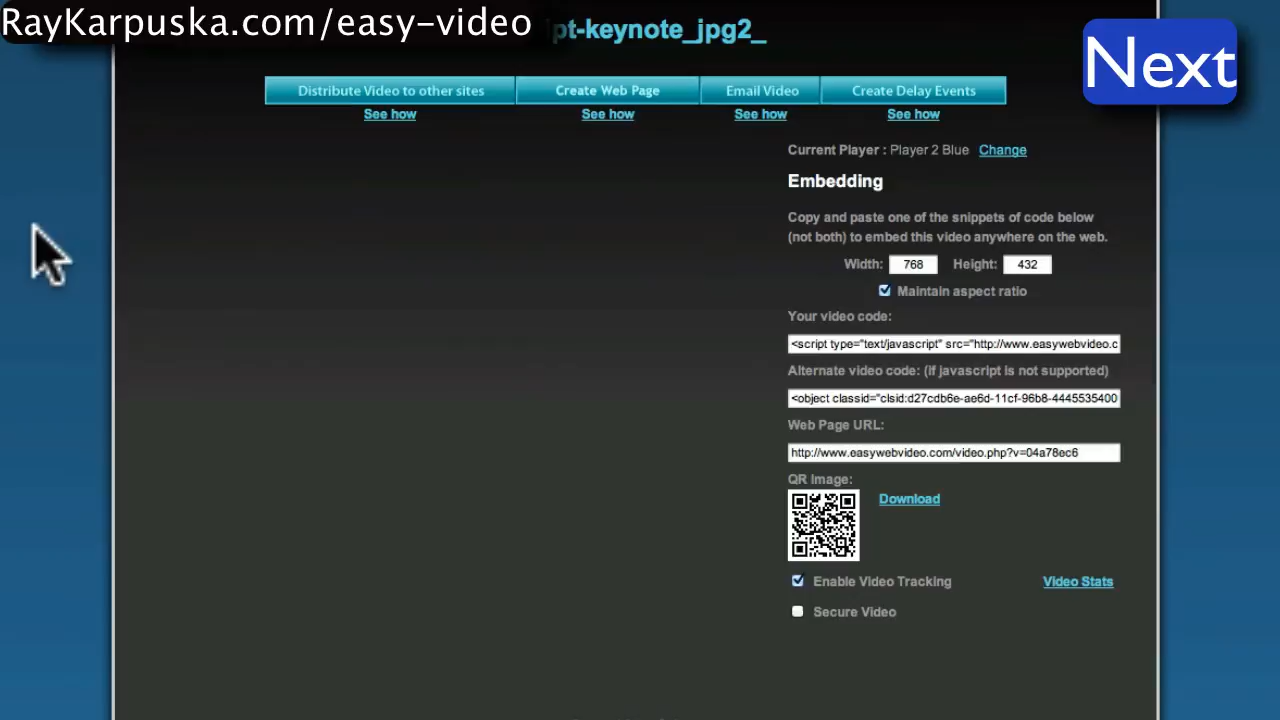 RayKarpuska.com/easy-video
pt-keynote_jpg2_
Next
Distribute Video to other sites
Create Web Page
Email Video
Create Delay Events
See how
See how
See how
See how
Current Player : Player 2 Blue Change
Embedding
Copy and paste one of the snippets of code below
(not both) to embed this video anywhere on the web.
Width: 768 Height: 432
Maintain aspect ratio
Your video code:
<script type="text/javascript" src="http://www.easywebvideo.c
Alternate video code: (if javascript is not supported)
<object classid="clsid:d27cdb6e-ae6d-11cf-96b8-4445535400
Web Page URL:
http://www.easywebvideo.com/video.php?v=04a78ec6
QR Image:
Download
Enable Video Tracking Video Stats
Secure Video